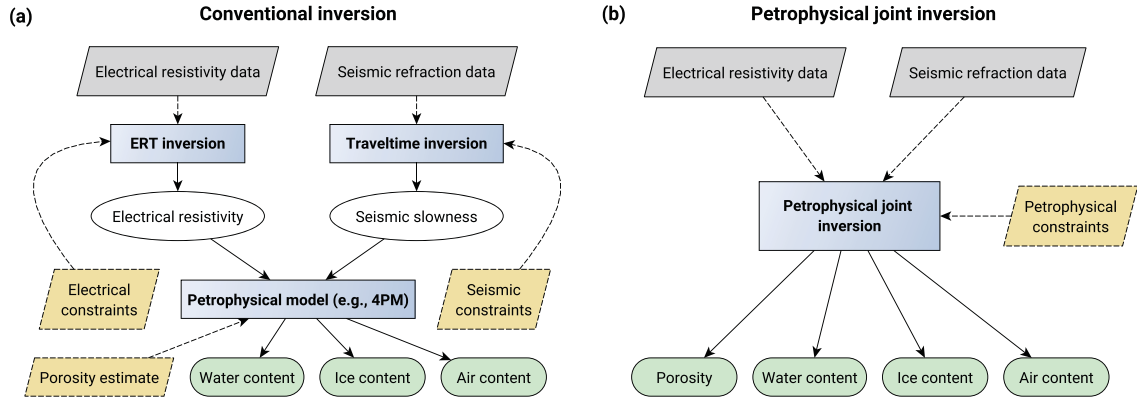 (a) Conventional inversion
Electrical resistivity data
Seismic refraction data
ERT inversion
Traveltime inversion
Electrical resistivity
Seismic slowness
Electrical
constraints
Petrophysical model (e.g., 4PM)
Seismic
constraints
Porosity estimate
Water content
Ice content
Air content
(b) Petrophysical joint inversion
Electrical resistivity data
Seismic refraction data
Petrophysical joint
inversion
Petrophysical
constraints
Porosity
Water content
Ice content
Air content